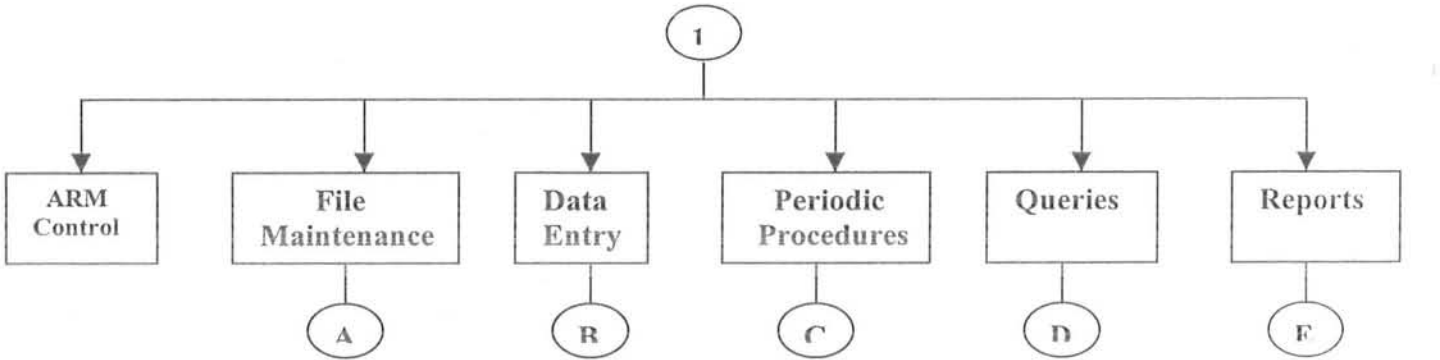 1
ARM
Control
File
Maintenance
Data
Entry
Periodic
Procedures
Queries
Reports
A
B
C
D
E